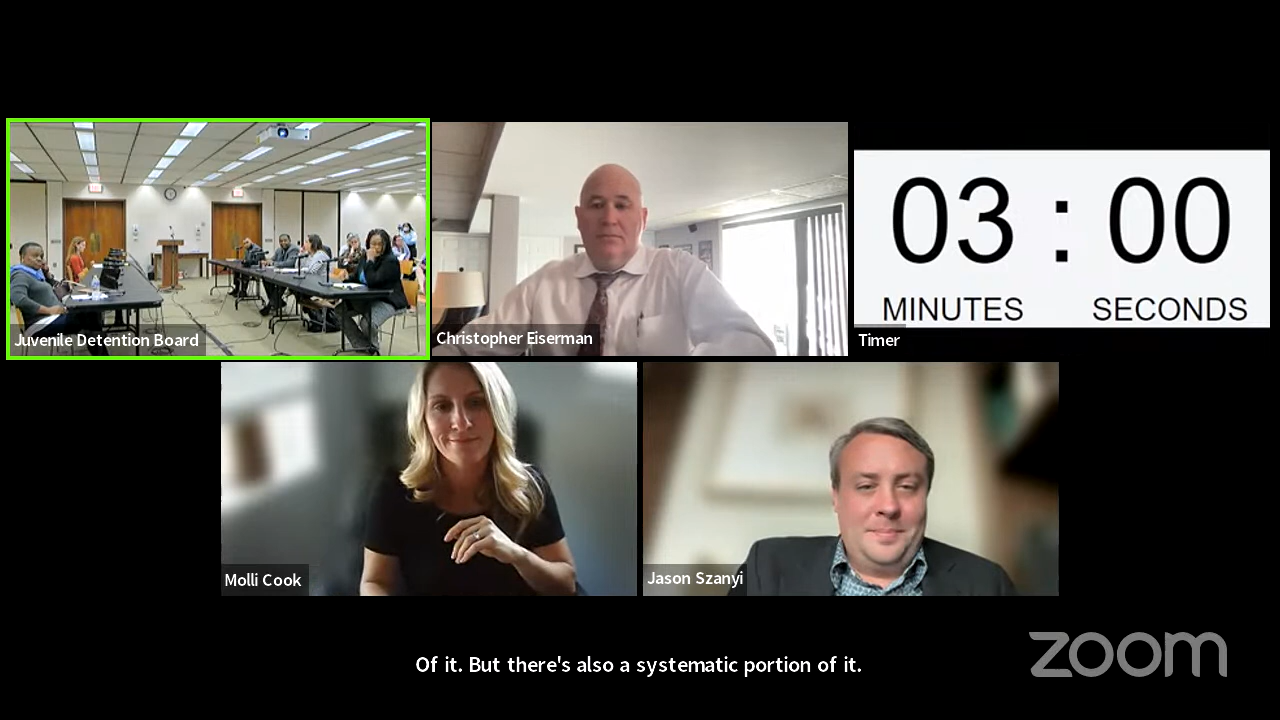 Juvenile Detention Board
Christopher Eiserman
03 : 00
MINUTES SECONDS
Timer
Molli Cook
Jason Szanyi
Of it. But there's also a systematic portion of it.
zoom